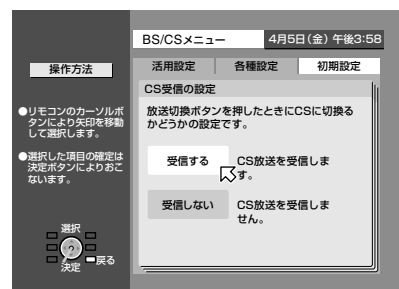 BS/CSメニュー
4月5日(金) 午後3:58
操作方法
活用設定
各種設定
初期設定
CS受信の設定
●リモコンのカーソルボ
タンにより矢印を移動
して選択します。
●選択した項目の確定は
決定ボタンによりおこ
ないます。
放送切換ボタンを押したときにCSに切換る
かどうかの設定です。
受信する
CS放送を受信しま
す。
受信しない
CS放送を受信しま
せん。
選択
戻る
決定